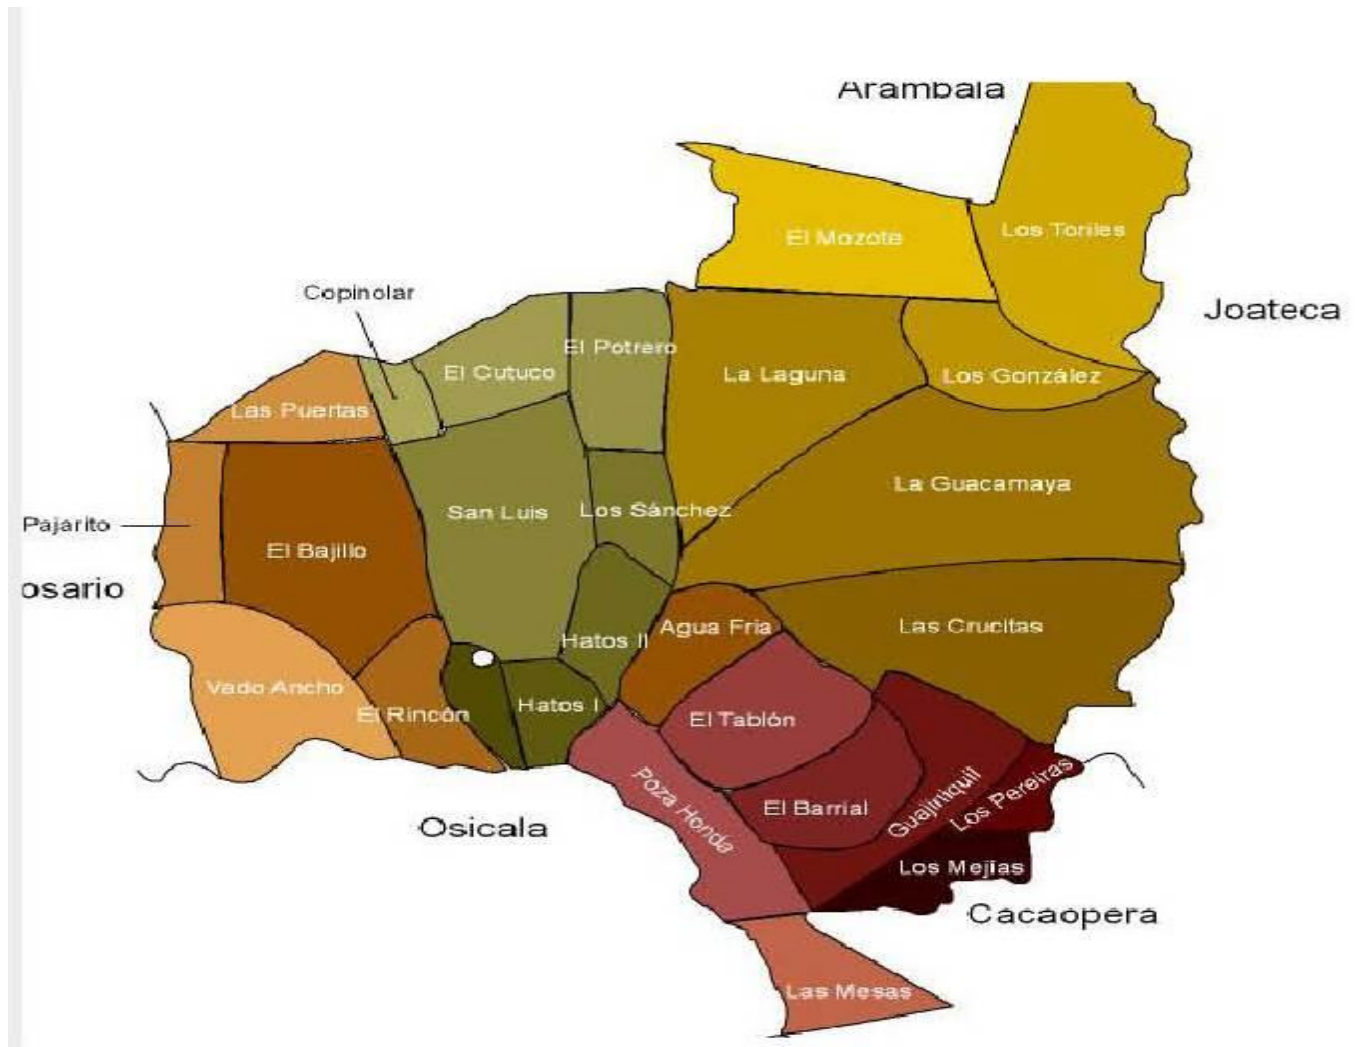 Arambala
El Mozote
Los Toriles
Copinolar
Joateca
El Potrero
El Cutuco
La Laguna
Los González
Las Puertas
La Guacamaya
San Luis
Los Sánchez
Pajarito
El Bajillo
osario
Agua Fria
Las Crucitas
Hatos II
Vado Ancho
Hatos I
El Rincón
El Tablón
Poza Honda
El Barrial
Guajiniquil
Los Pereiras
Osicala
Los Mejías
Cacaopera
Las Mesas